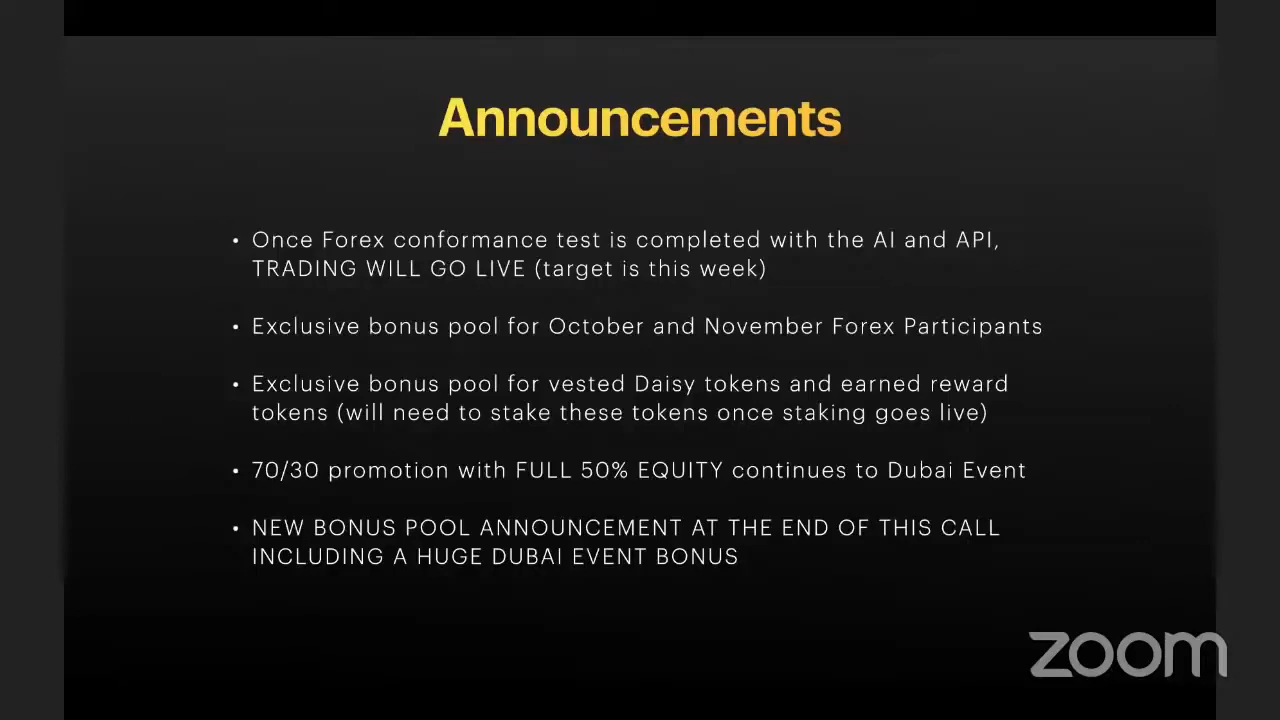 Announcements
• Once Forex conformance test is completed with the AI and API,
TRADING WILL GO LIVE (target is this week)
• Exclusive bonus pool for October and November Forex Participants
• Exclusive bonus pool for vested Daisy tokens and earned reward
tokens (will need to stake these tokens once staking goes live)
• 70/30 promotion with FULL 50% EQUITY continues to Dubai Event
• NEW BONUS POOL ANNOUNCEMENT AT THE END OF THIS CALL
INCLUDING A HUGE DUBAI EVENT BONUS
zoom